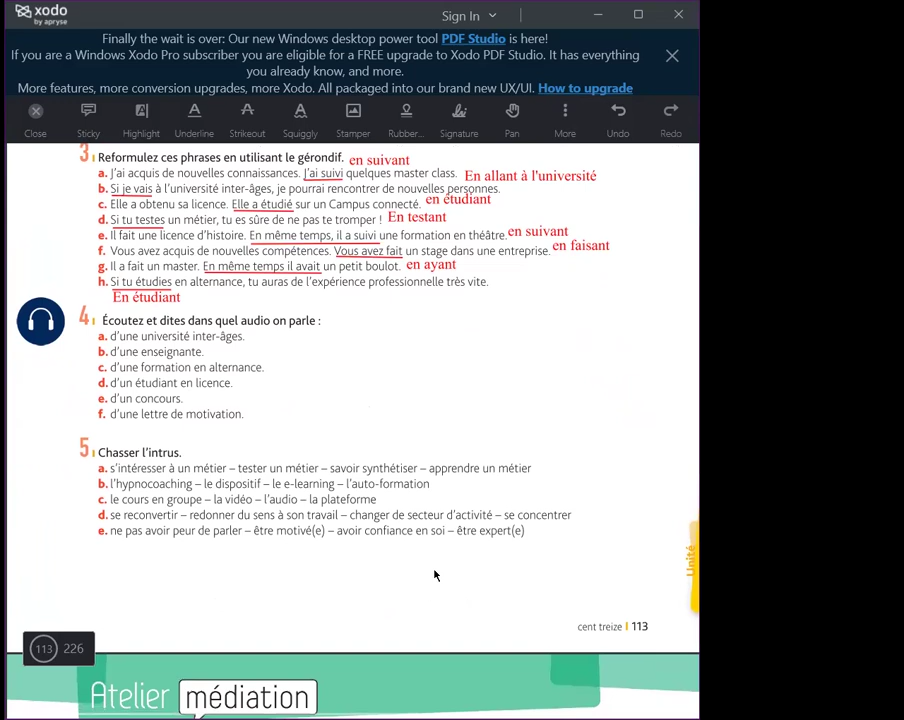 xodo
by apryse
Sign In
Finally the wait is over: Our new Windows desktop power tool PDF Studio is here!
If you are a Windows Xodo Pro subscriber you are eligible for a FREE upgrade to Xodo PDF Studio. It has everything
you already know, and more.
More features, more conversion upgrades, more Xodo. All packaged into our brand new UX/UI. How to upgrade
Close Sticky Highlight Underline Strikeout Squiggly Stamper Rubber... Signature Pan More Undo Redo
3 Reformulez ces phrases en utilisant le gérondif. en suivant
a. J'ai acquis de nouvelles connaissances. J'ai suivi quelques master class. En allant à l'université
b. Si je vais à l'université inter-âges, je pourrai rencontrer de nouvelles personnes.
c. Elle a obtenu sa licence. Elle a étudié sur un Campus connecté. en étudiant
d. Si tu testes un métier, tu es sûre de ne pas te tromper ! En testant
e. Il fait une licence d'histoire. En même temps, il a suivi une formation en théâtre. en suivant
f. Vous avez acquis de nouvelles compétences. Vous avez fait un stage dans une entreprise. en faisant
g. Il a fait un master. En même temps il avait un petit boulot. en ayant
h. Si tu étudies en alternance, tu auras de l'expérience professionnelle très vite.
En étudiant
4 Écoutez et dites dans quel audio on parle :
a. d'une université inter-âges.
b. d'une enseignante.
c. d'une formation en alternance.
d. d'un étudiant en licence.
e. d'un concours.
f. d'une lettre de motivation.
5 Chasser l'intrus.
a. s'intéresser à un métier – tester un métier – savoir synthétiser – apprendre un métier
b. l'hypnocoaching – le dispositif – le e-learning – l'auto-formation
c. le cours en groupe – la vidéo – l'audio – la plateforme
d. se reconvertir – redonner du sens à son travail – changer de secteur d'activité – se concentrer
e. ne pas avoir peur de parler – être motivé(e) – avoir confiance en soi – être expert(e)
Unité
cent treize 113
113 226
Atelier médiation